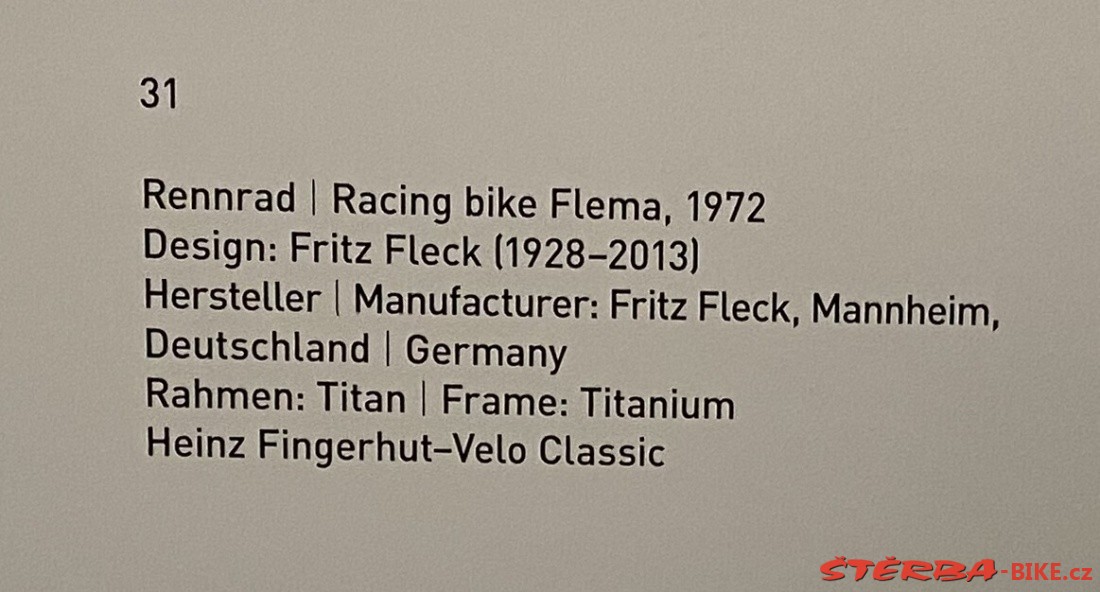 31
Rennrad | Racing bike Flema, 1972
Design: Fritz Fleck (1928–2013)
Hersteller | Manufacturer: Fritz Fleck, Mannheim,
Deutschland | Germany
Rahmen: Titan | Frame: Titanium
Heinz Fingerhut–Velo Classic
ŠTĚRBA-BIKE.cz